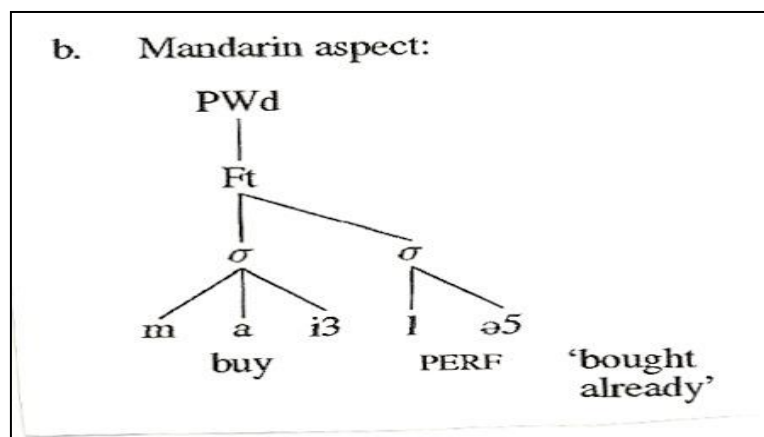 b. Mandarin aspect:
PWd
Ft
σ σ
m a i3 l ə5
buy PERF ‘bought
already’